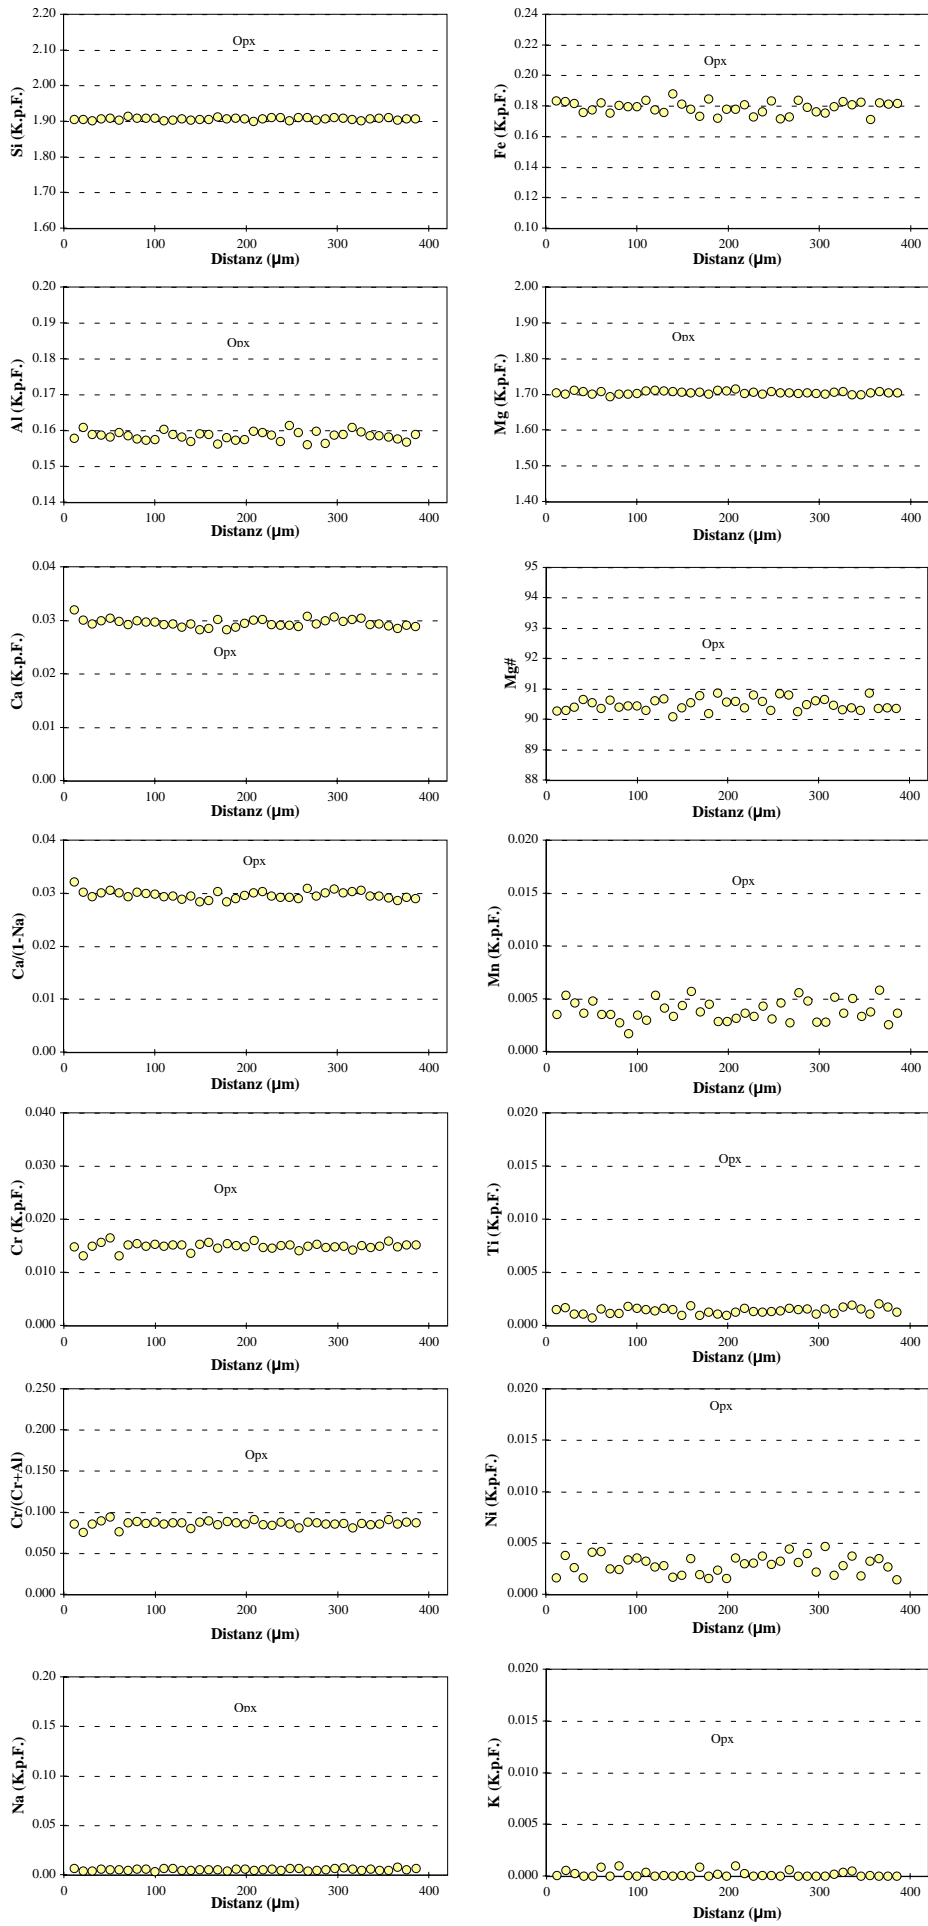 2.20
2.10
2.00
1.90
1.80
1.70
1.60
Si (K.p.F.)
Opx
0 100 200 300 400
Distanz (µm)
0.24
0.22
0.20
0.18
0.16
0.14
0.12
0.10
Fe (K.p.F.)
Opx
0 100 200 300 400
Distanz (µm)
0.20
0.19
0.18
0.17
0.16
0.15
0.14
Al (K.p.F.)
Opx
0 100 200 300 400
Distanz (µm)
2.00
1.90
1.80
1.70
1.60
1.50
1.40
Mg (K.p.F.)
Opx
0 100 200 300 400
Distanz (µm)
0.04
0.03
0.02
0.01
0.00
Ca (K.p.F.)
Opx
0 100 200 300 400
Distanz (µm)
95
94
93
92
91
90
89
88
Mg#
Opx
0 100 200 300 400
Distanz (µm)
0.04
0.03
0.02
0.01
0.00
Ca/(1-Na)
Opx
0 100 200 300 400
Distanz (µm)
0.020
0.015
0.010
0.005
0.000
Mn (K.p.F.)
Opx
0 100 200 300 400
Distanz (µm)
0.040
0.030
0.020
0.010
0.000
Cr (K.p.F.)
Opx
0 100 200 300 400
Distanz (µm)
0.020
0.015
0.010
0.005
0.000
Ti (K.p.F.)
Opx
0 100 200 300 400
Distanz (µm)
0.250
0.200
0.150
0.100
0.050
0.000
Cr/(Cr+Al)
Opx
0 100 200 300 400
Distanz (µm)
0.020
0.015
0.010
0.005
0.000
Ni (K.p.F.)
Opx
0 100 200 300 400
Distanz (µm)
0.20
0.15
0.10
0.05
0.00
Na (K.p.F.)
Opx
0 100 200 300 400
Distanz (µm)
0.020
0.015
0.010
0.005
0.000
K (K.p.F.)
Opx
0 100 200 300 400
Distanz (µm)